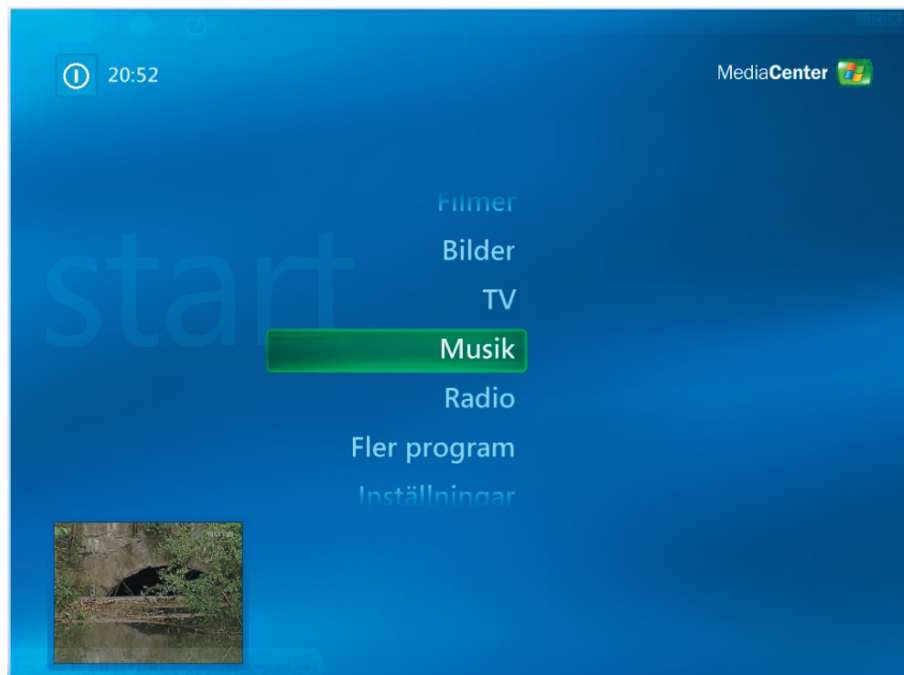 20:52
MediaCenter
start
Filmer
Bilder
TV
Musik
Radio
Fler program
Inställningar